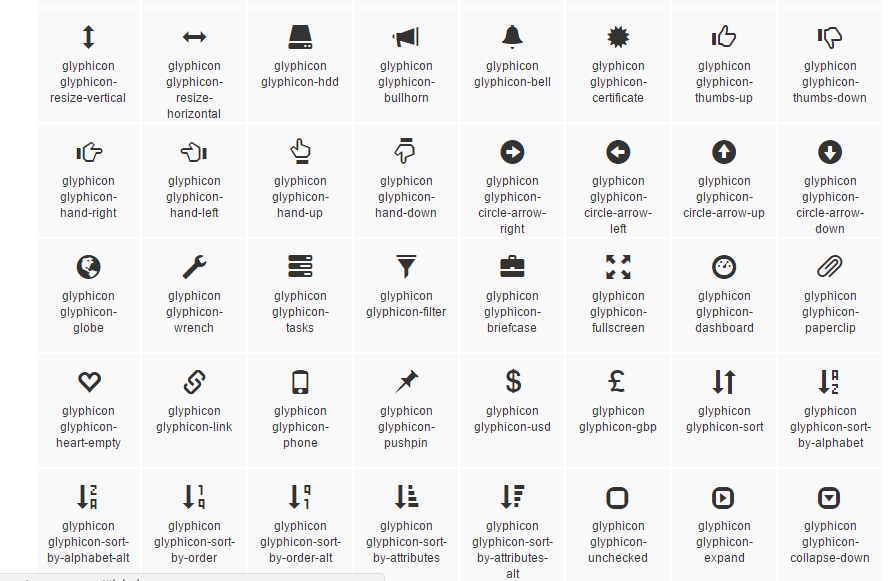 glyphicon
glyphicon-
resize-vertical
glyphicon
glyphicon-
resize-
horizontal
glyphicon
glyphicon-hdd
glyphicon
glyphicon-
bullhorn
glyphicon
glyphicon-bell
glyphicon
glyphicon-
certificate
glyphicon
glyphicon-
thumbs-up
glyphicon
glyphicon-
thumbs-down
glyphicon
glyphicon-
hand-right
glyphicon
glyphicon-
hand-left
glyphicon
glyphicon-
hand-up
glyphicon
glyphicon-
hand-down
glyphicon
glyphicon-
circle-arrow-
right
glyphicon
glyphicon-
circle-arrow-
left
glyphicon
glyphicon-
circle-arrow-up
glyphicon
glyphicon-
circle-arrow-
down
glyphicon
glyphicon-
globe
glyphicon
glyphicon-
wrench
glyphicon
glyphicon-
tasks
glyphicon
glyphicon-filter
glyphicon
glyphicon-
briefcase
glyphicon
glyphicon-
fullscreen
glyphicon
glyphicon-
dashboard
glyphicon
glyphicon-
paperclip
glyphicon
glyphicon-
heart-empty
glyphicon
glyphicon-link
glyphicon
glyphicon-
phone
glyphicon
glyphicon-
pushpin
$
glyphicon
glyphicon-usd
£
glyphicon
glyphicon-gbp
glyphicon
glyphicon-sort
A
Z
glyphicon
glyphicon-sort-
by-alphabet
Z
A
glyphicon
glyphicon-sort-
by-alphabet-alt
1
9
glyphicon
glyphicon-sort-
by-order
9
1
glyphicon
glyphicon-sort-
by-order-alt
glyphicon
glyphicon-sort-
by-attributes
glyphicon
glyphicon-sort-
by-attributes-
alt
glyphicon
glyphicon-
unchecked
glyphicon
glyphicon-
expand
glyphicon
glyphicon-
collapse-down